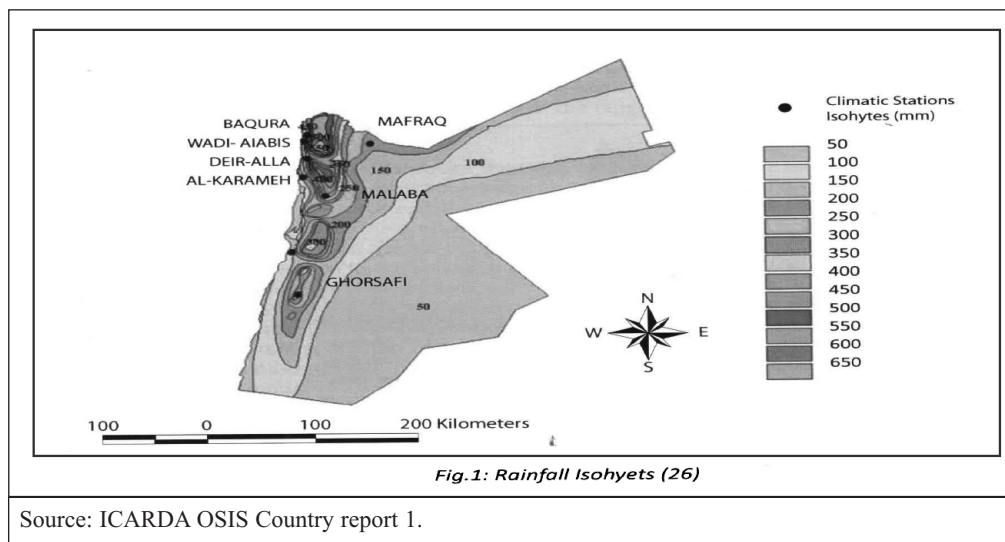 BAQURA
WADI- AIABIS
DEIR-ALLA
AL-KARAMEH
MAFRAQ
MALABA
GHORSAFI
150
100
250
200
50
Climatic Stations
Isohytes (mm)
50
100
150
200
250
300
350
400
450
500
550
600
650
N
W E
S
100 0 100 200 Kilometers
Fig.1: Rainfall Isohyets (26)
Source: ICARDA OSIS Country report 1.